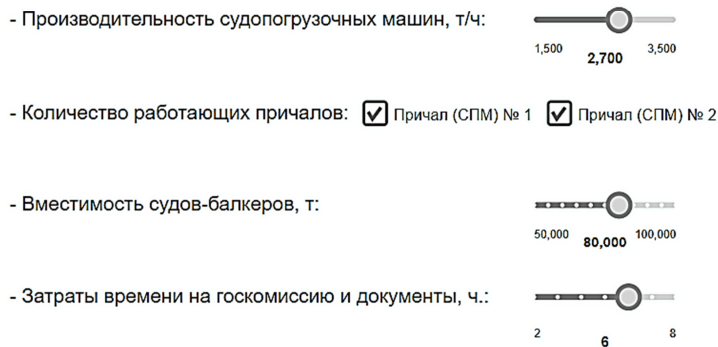 - Производительность судопогрузочных машин, т/ч:
1,500 2,700 3,500
- Количество работающих причалов: Причал (СПМ) № 1 Причал (СПМ) № 2
- Вместимость судов-балкеров, т:
50,000 80,000 100,000
- Затраты времени на госкомиссию и документы, ч.:
2 6 8